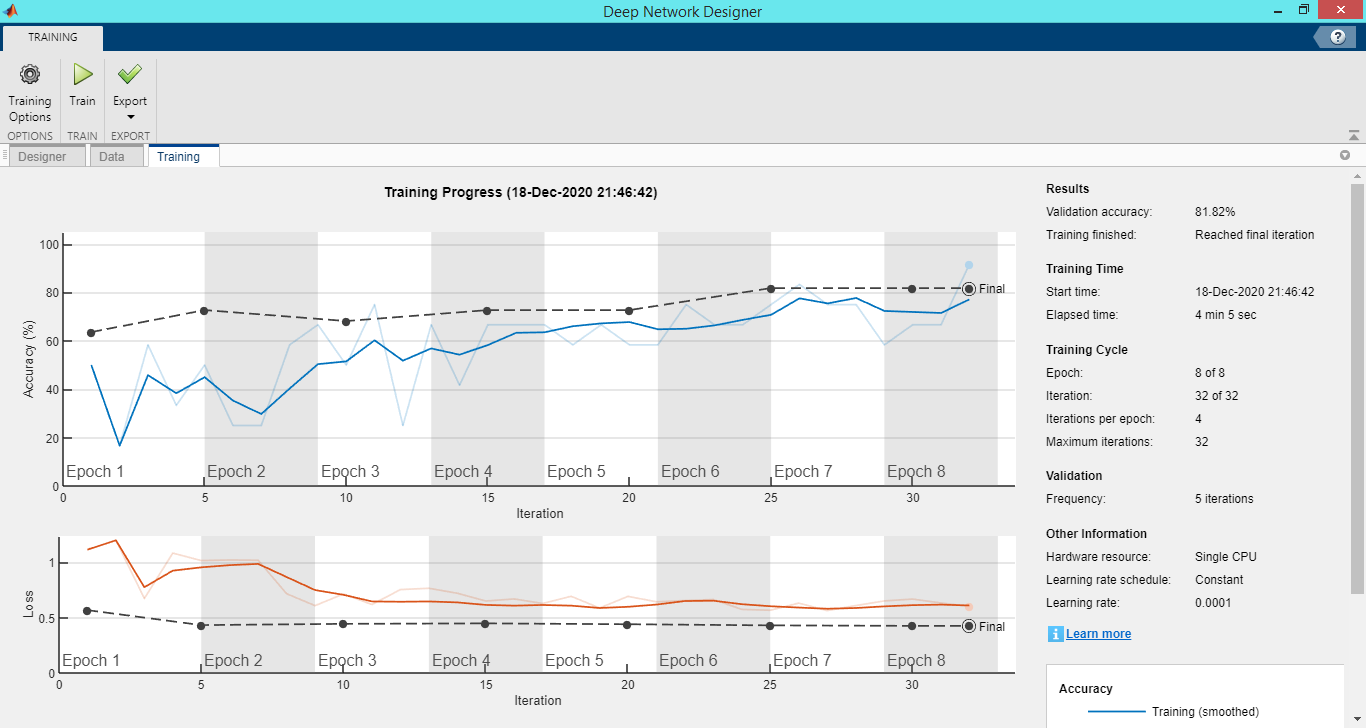 Deep Network Designer
TRAINING
?
Training Options
Train
Export
OPTIONS
TRAIN
EXPORT
Designer
Data
Training
Training Progress (18-Dec-2020 21:46:42)
Accuracy (%)
100
80
60
40
20
0
Final
Epoch 1
Epoch 2
Epoch 3
Epoch 4
Epoch 5
Epoch 6
Epoch 7
Epoch 8
0 5 10 15 20 25 30
Iteration
Loss
1
0.5
0
Final
Epoch 1
Epoch 2
Epoch 3
Epoch 4
Epoch 5
Epoch 6
Epoch 7
Epoch 8
0 5 10 15 20 25 30
Iteration
Results
Validation accuracy: 81.82%
Training finished: Reached final iteration
Training Time
Start time: 18-Dec-2020 21:46:42
Elapsed time: 4 min 5 sec
Training Cycle
Epoch: 8 of 8
Iteration: 32 of 32
Iterations per epoch: 4
Maximum iterations: 32
Validation
Frequency: 5 iterations
Other Information
Hardware resource: Single CPU
Learning rate schedule: Constant
Learning rate: 0.0001
i Learn more
Accuracy
Training (smoothed)